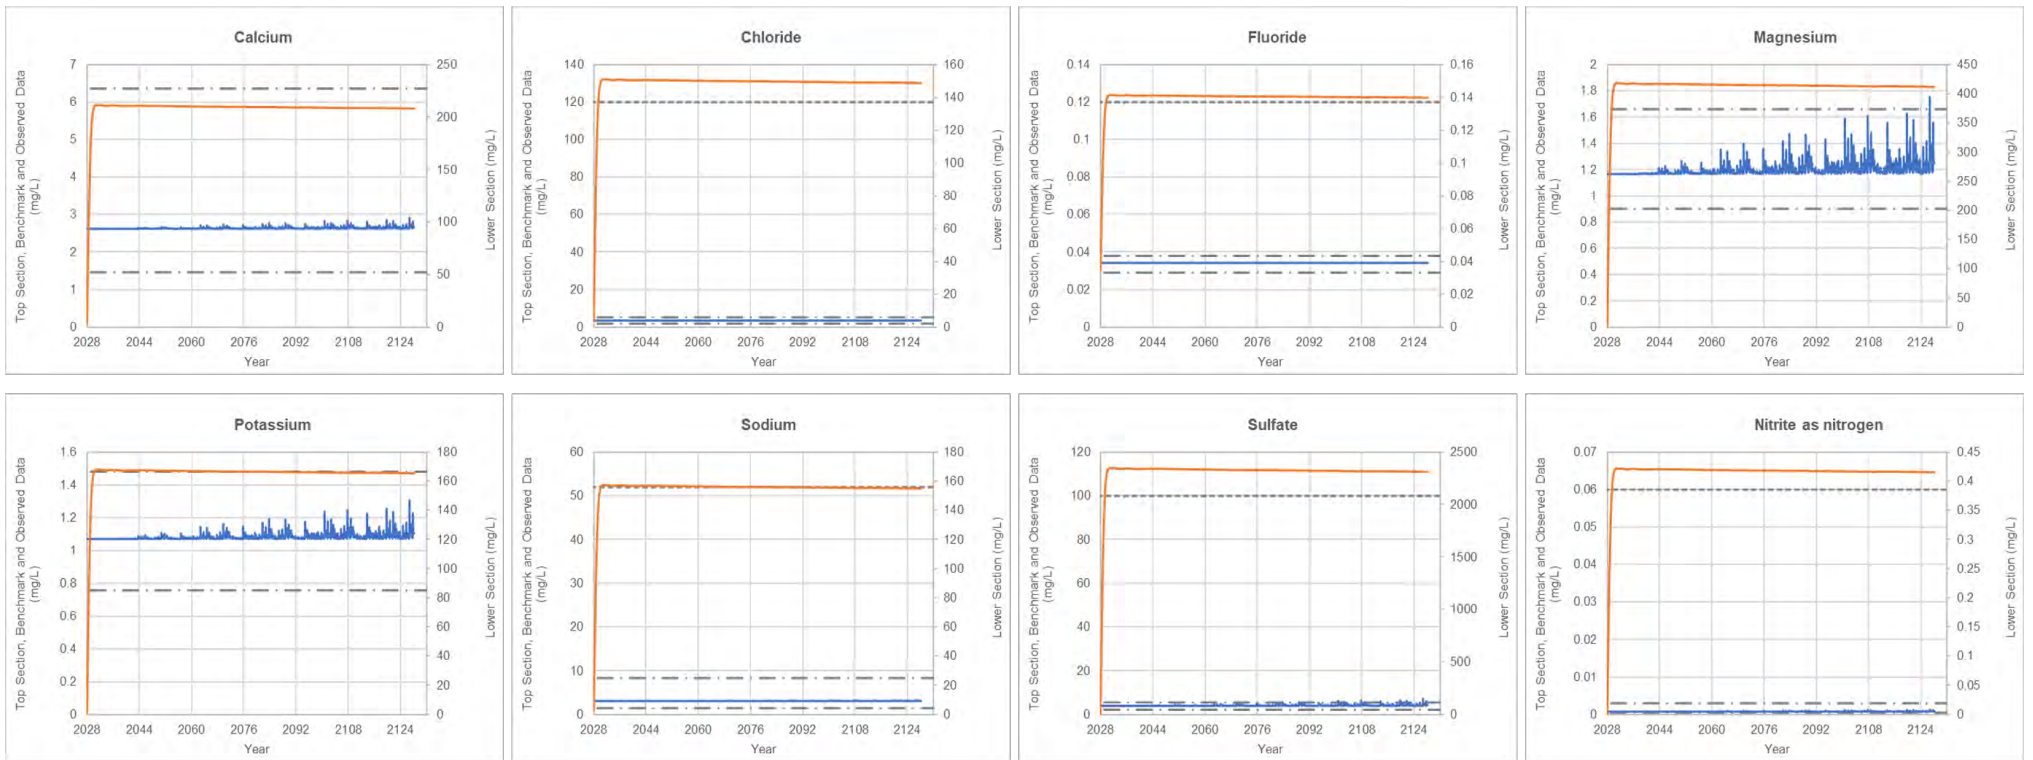 Calcium
Top Section, Benchmark and Observed Data
(mg/L)
7
6
5
4
3
2
1
0
250
200
150
100
50
0
Lower Section (mg/L)
2028 2044 2060 2076 2092 2108 2124
Year
Chloride
Top Section, Benchmark and Observed Data
(mg/L)
140
120
100
80
60
40
20
0
160
140
120
100
80
60
40
20
0
Lower Section (mg/L)
2028 2044 2060 2076 2092 2108 2124
Year
Fluoride
Top Section, Benchmark and Observed Data
(mg/L)
0.14
0.12
0.1
0.08
0.06
0.04
0.02
0
0.16
0.14
0.12
0.1
0.08
0.06
0.04
0.02
0
Lower Section (mg/L)
2028 2044 2060 2076 2092 2108 2124
Year
Magnesium
Top Section, Benchmark and Observed Data
(mg/L)
2
1.8
1.6
1.4
1.2
1
0.8
0.6
0.4
0.2
0
450
400
350
300
250
200
150
100
50
0
Lower Section (mg/L)
2028 2044 2060 2076 2092 2108 2124
Year
Potassium
Top Section, Benchmark and Observed Data
(mg/L)
1.6
1.4
1.2
1
0.8
0.6
0.4
0.2
0
180
160
140
120
100
80
60
40
20
0
Lower Section (mg/L)
2028 2044 2060 2076 2092 2108 2124
Year
Sodium
Top Section, Benchmark and Observed Data
(mg/L)
60
50
40
30
20
10
0
180
160
140
120
100
80
60
40
20
0
Lower Section (mg/L)
2028 2044 2060 2076 2092 2108 2124
Year
Sulfate
Top Section, Benchmark and Observed Data
(mg/L)
120
100
80
60
40
20
0
2500
2000
1500
1000
500
0
Lower Section (mg/L)
2028 2044 2060 2076 2092 2108 2124
Year
Nitrite as nitrogen
Top Section, Benchmark and Observed Data
(mg/L)
0.07
0.06
0.05
0.04
0.03
0.02
0.01
0
0.45
0.4
0.35
0.3
0.25
0.2
0.15
0.1
0.05
0
Lower Section (mg/L)
2028 2044 2060 2076 2092 2108 2124
Year